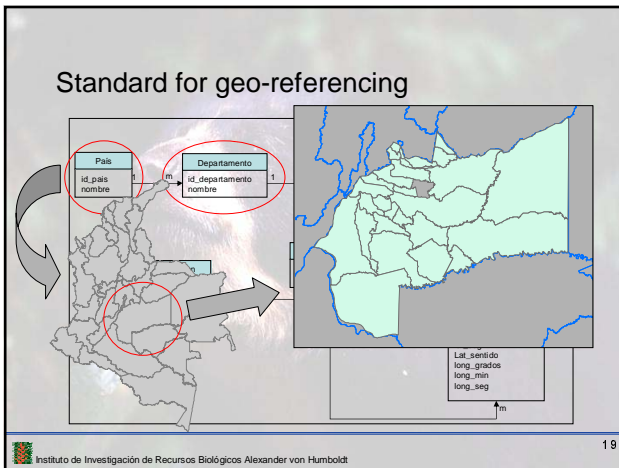 Standard for geo-referencing
País
id_pais
nombre
1
m
Departamento
id_departamento
nombre
1
Lat_sentido
long_grados
long_min
long_seg
m
Instituto de Investigación de Recursos Biológicos Alexander von Humboldt
19